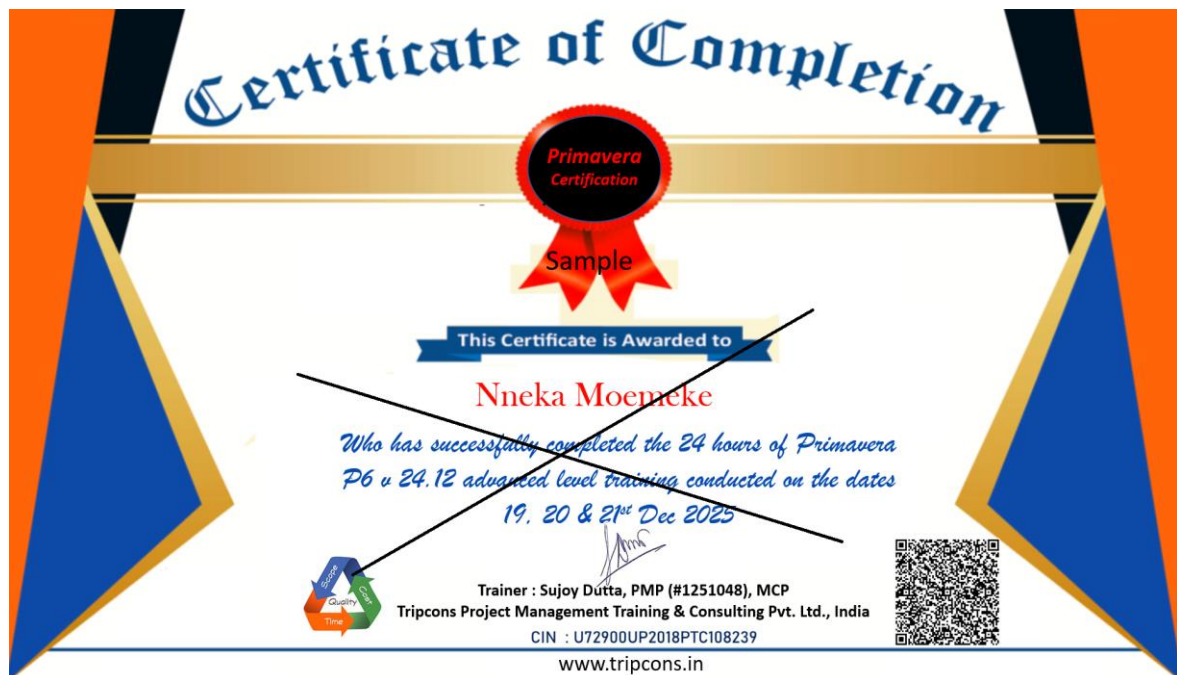 Certificate of Completion
Primavera
Certification
Sample
This Certificate is Awarded to
Nneka Moemeke
Who has successfully completed the 24 hours of Primavera
P6 v 24.12 advanced level training conducted on the dates
19, 20 & 21st Dec 2025
Scope
Cost
Quality
Time
Trainer : Sujoy Dutta, PMP (#1251048), MCP
Tripcons Project Management Training & Consulting Pvt. Ltd., India
CIN : U72900UP2018PTC108239
www.tripcons.in